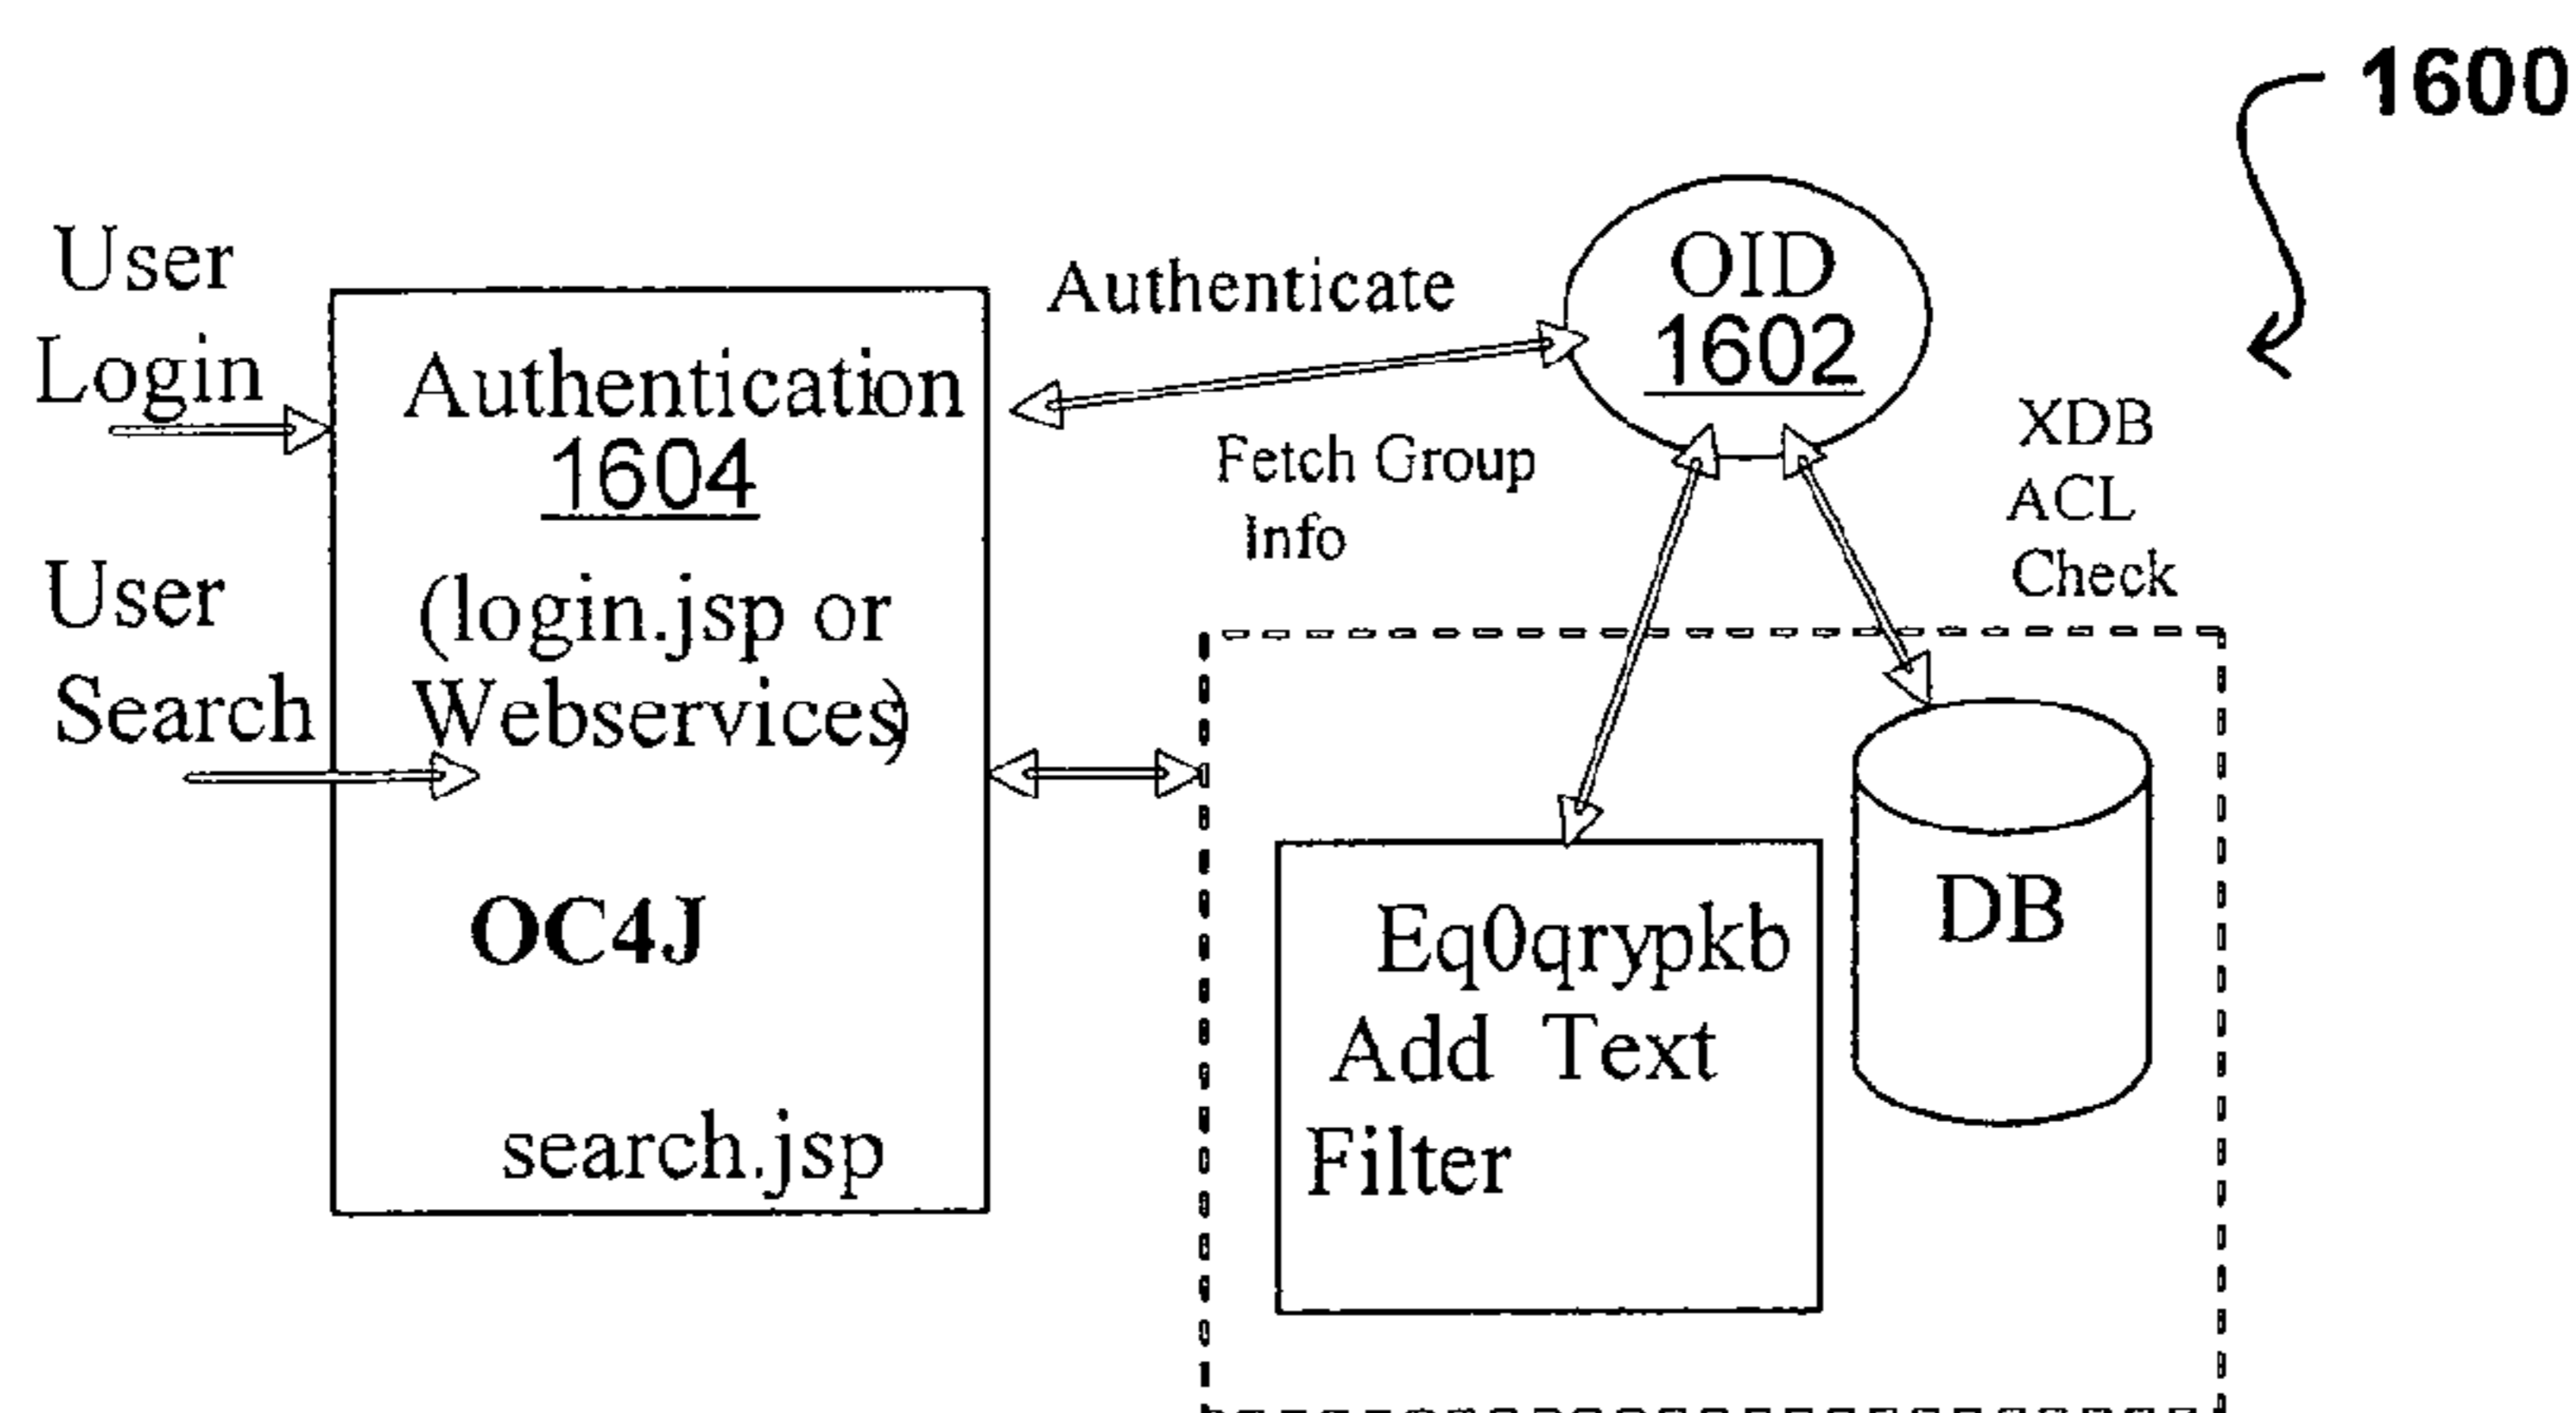 1600
User
Login
User
Search
Authentication
1604
(login.jsp or
Webservices)
OC4J
search.jsp
Authenticate
OID
1602
Fetch Group
Info
XDB
ACL
Check
Eq0qrypkb
Add Text
Filter
DB